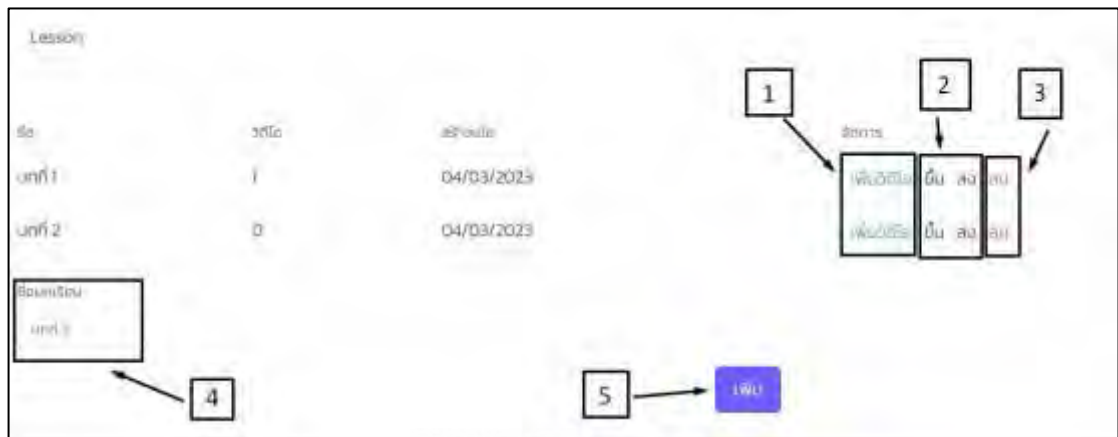 Lesson
1 2 3
ชื่อ วิดีโอ สร้างเมื่อ จัดการ
บทที่ 1 1 04/03/2023 เพิ่มวิดีโอ ขึ้น ลง ลบ
บทที่ 2 0 04/03/2023 เพิ่มวิดีโอ ขึ้น ลง ลบ
ชื่อบทเรียน
บทที่
4 5 เพิ่ม